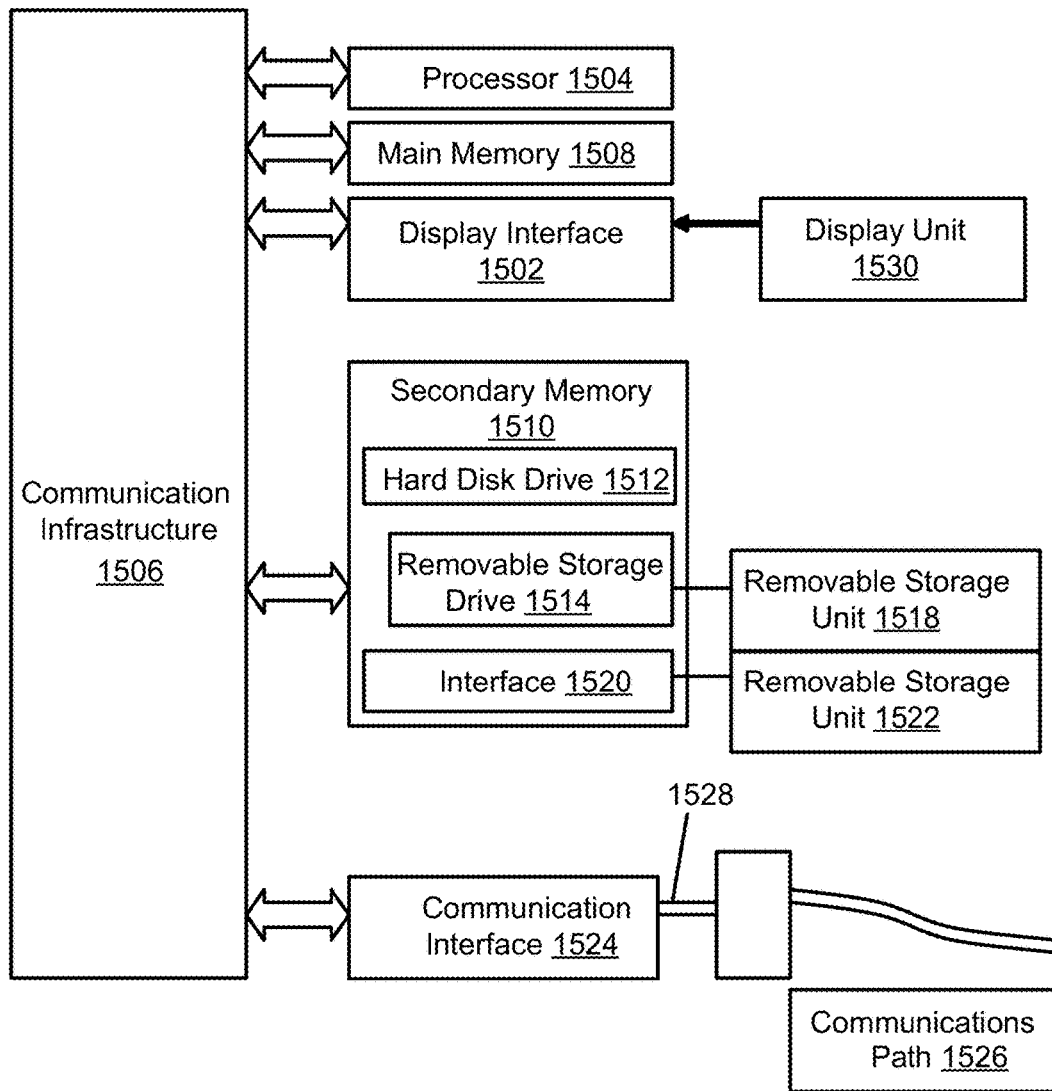 Processor 1504
Main Memory 1508
Display Interface
1502
Display Unit
1530
Secondary Memory
1510
Hard Disk Drive 1512
Communication
Infrastructure
1506
Removable Storage
Drive 1514
Removable Storage
Unit 1518
Interface 1520
Removable Storage
Unit 1522
1528
Communication
Interface 1524
Communications
Path 1526